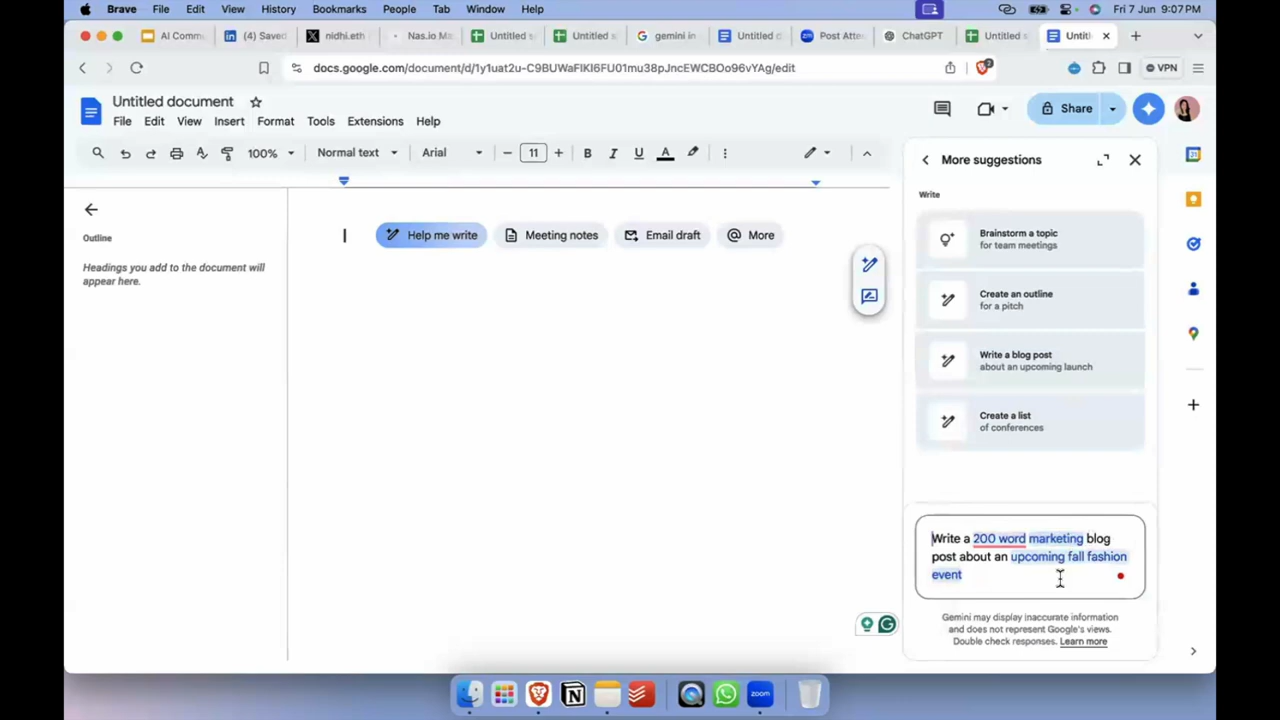 Brave File Edit View History Bookmarks People Tab Window Help Fri 7 Jun 9:07 PM
AI Comm (4) Saved nidhi.eth Nas.io Ma Untitled s Untitled s gemini in Untitled d Post Atte ChatGPT Untitled s Untitl
docs.google.com/document/d/1y1uat2u-C9BUWaFIKI6FU01mu38pJncEWCBOo96vYAg/edit 2 VPN
Untitled document
Share
File Edit View Insert Format Tools Extensions Help
100% Normal text Arial 11 B I U A
More suggestions
Outline
Headings you add to the document will
appear here.
Help me write Meeting notes Email draft More
Write
Brainstorm a topic
for team meetings
Create an outline
for a pitch
Write a blog post
about an upcoming launch
Create a list
of conferences
Write a 200 word marketing blog
post about an upcoming fall fashion
event
Gemini may display inaccurate information
and does not represent Google's views.
Double check responses. Learn more
zoom